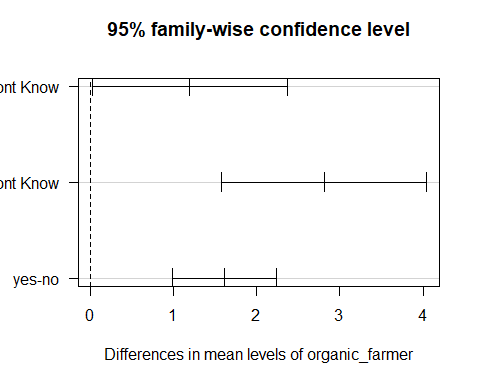 95% family-wise confidence level
ont Know
ont Know
yes-no
0 1 2 3 4
Differences in mean levels of organic_farmer